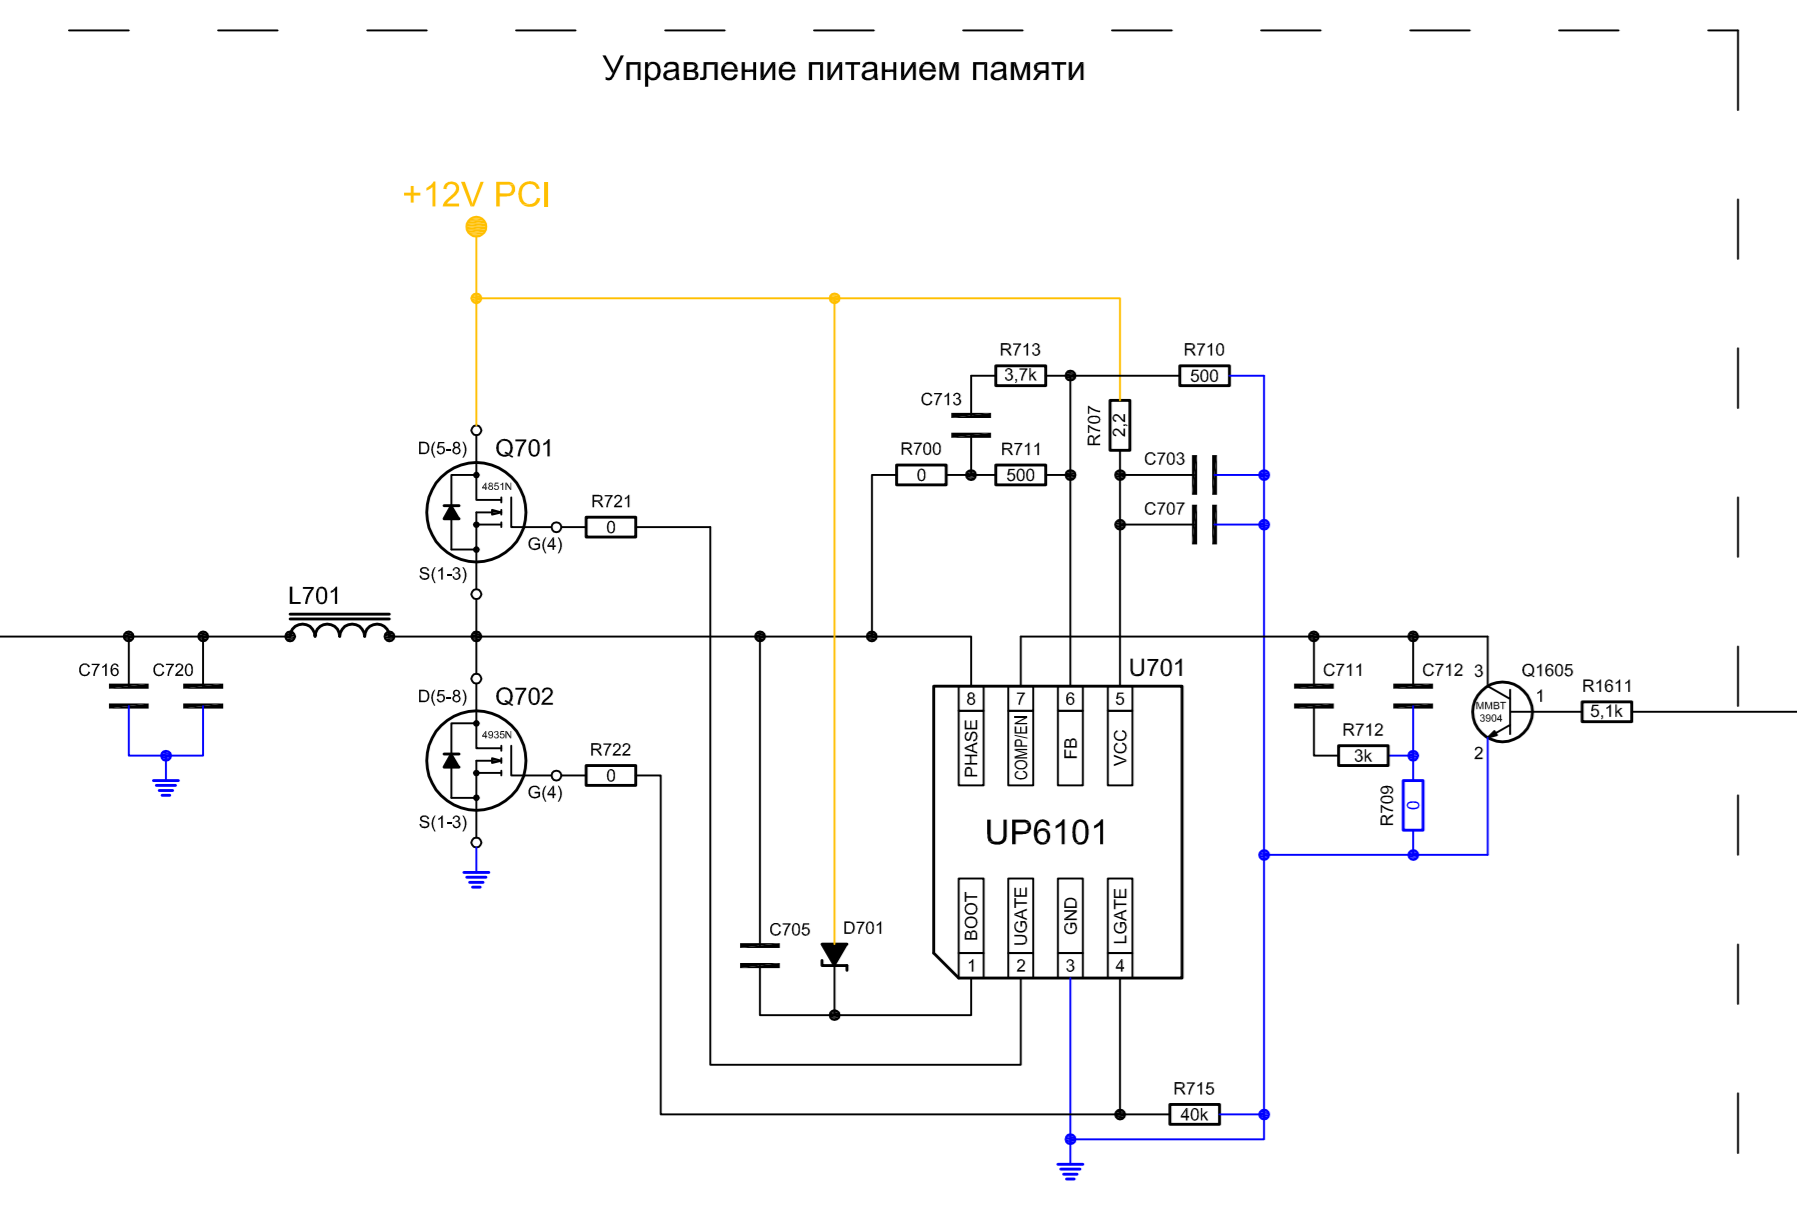 Управление питанием памяти
+12V PCI
R713
3,7k
R710
500
C713
R707
2,2
D(5-8)
Q701
4851N
R700
0
R711
500
C703
R721
0
C707
G(4)
S(1-3)
L701
C716
C720
D(5-8)
Q702
4935N
R722
0
G(4)
S(1-3)
U701
8
7
6
5
PHASE
COMP/EN
FB
VCC
UP6101
BOOT
UGATE
GND
LGATE
1
2
3
4
C711
C712
3
Q1605
1
MMBT
3904
2
R1611
5,1k
R712
3k
R709
0
C705
D701
R715
40k